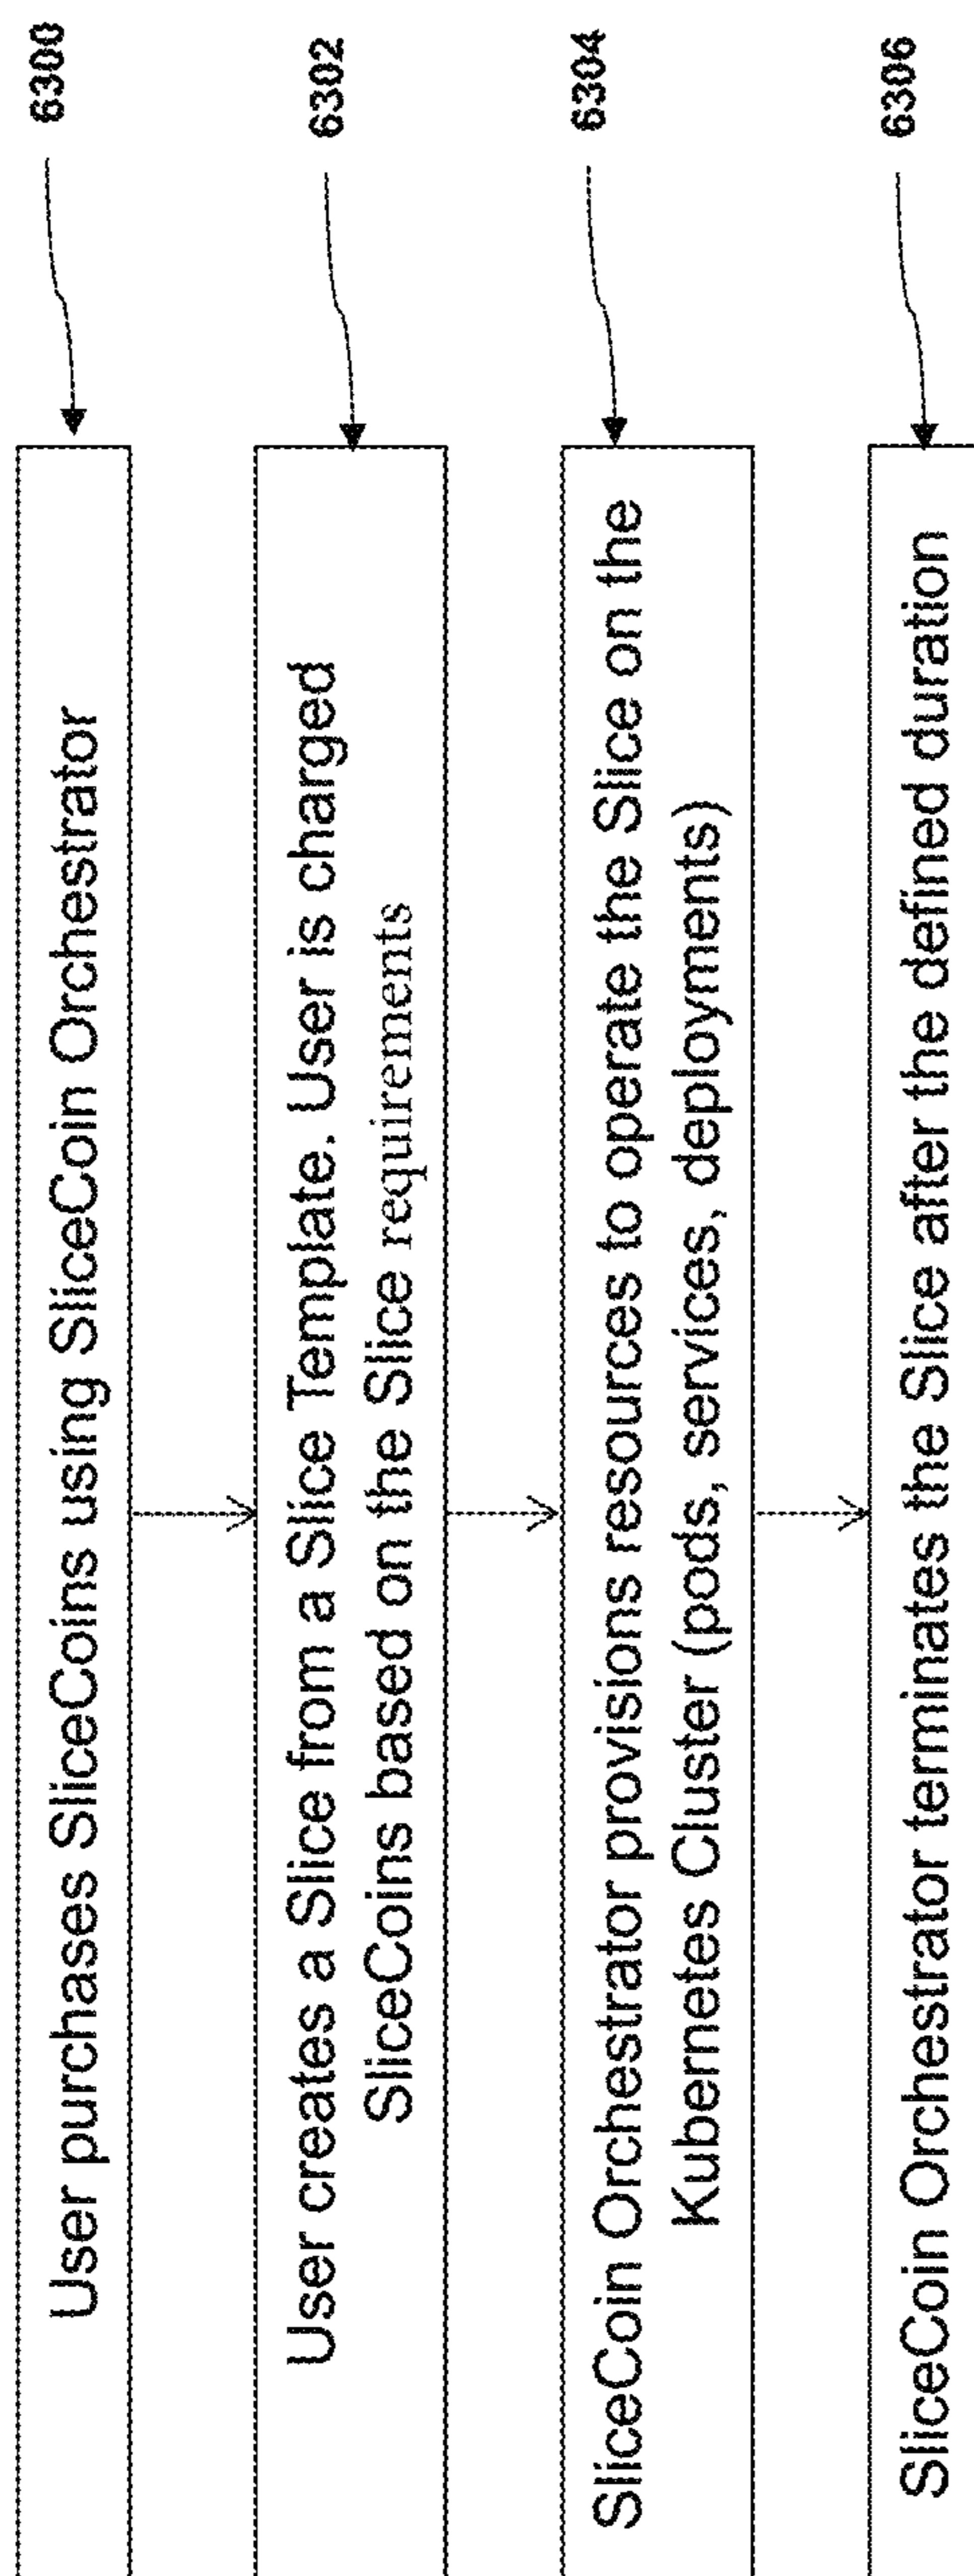 User purchases SliceCoins using SliceCoin Orchestrator
6300
User creates a Slice from a Slice Template. User is charged
SliceCoins based on the Slice requirements
6302
SliceCoin Orchestrator provisions resources to operate the Slice on the
Kubernetes Cluster (pods, services, deployments)
6304
SliceCoin Orchestrator terminates the Slice after the defined duration
6306